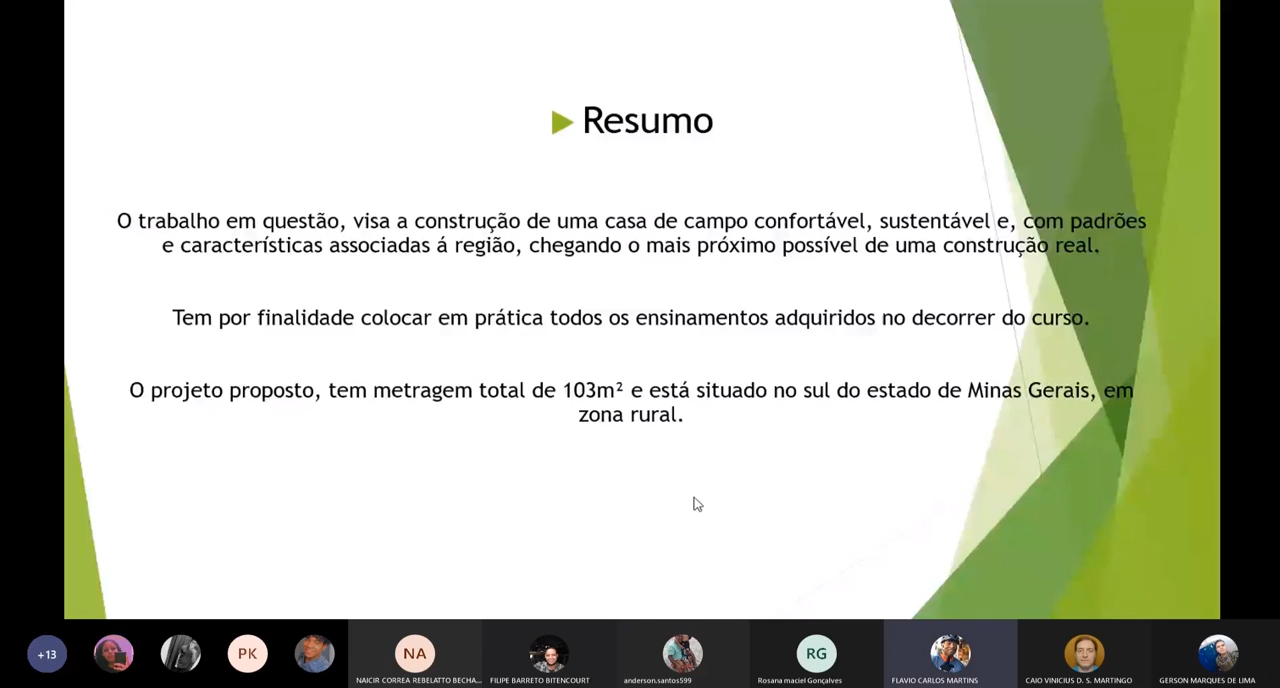 Resumo
O trabalho em questão, visa a construção de uma casa de campo confortável, sustentável e, com padrões
e características associadas á região, chegando o mais próximo possível de uma construção real.
Tem por finalidade colocar em prática todos os ensinamentos adquiridos no decorrer do curso.
O projeto proposto, tem metragem total de 103m² e está situado no sul do estado de Minas Gerais, em
zona rural.
+13
PK
NA
RG
NAICIR CORREA REBELATTO BECHA...
FILIPE BARRETO BITENCOURT
anderson.santos599
Rosana maciel Gonçalves
FLAVIO CARLOS MARTINS
CAIO VINICIUS D. S. MARTINGO
GERSON MARQUES DE LIMA